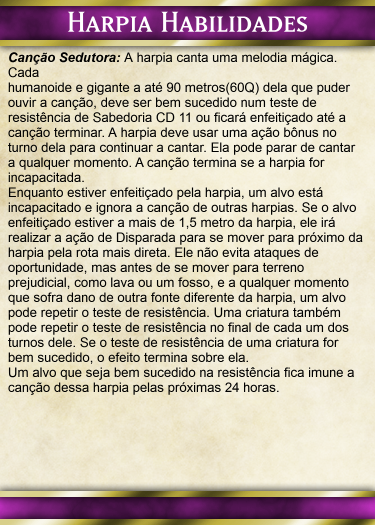 Harpia Habilidades
Canção Sedutora: A harpia canta uma melodia mágica.
Cada
humanoide e gigante a até 90 metros(60Q) dela que puder
ouvir a canção, deve ser bem sucedido num teste de
resistência de Sabedoria CD 11 ou ficará enfeitiçado até a
canção terminar. A harpia deve usar uma ação bônus no
turno dela para continuar a cantar. Ela pode parar de cantar
a qualquer momento. A canção termina se a harpia for
incapacitada.
Enquanto estiver enfeitiçado pela harpia, um alvo está
incapacitado e ignora a canção de outras harpias. Se o alvo
enfeitiçado estiver a mais de 1,5 metro da harpia, ele irá
realizar a ação de Disparada para se mover para próximo da
harpia pela rota mais direta. Ele não evita ataques de
oportunidade, mas antes de se mover para terreno
prejudicial, como lava ou um fosso, e a qualquer momento
que sofra dano de outra fonte diferente da harpia, um alvo
pode repetir o teste de resistência. Uma criatura também
pode repetir o teste de resistência no final de cada um dos
turnos dele. Se o teste de resistência de uma criatura for
bem sucedido, o efeito termina sobre ela.
Um alvo que seja bem sucedido na resistência fica imune a
canção dessa harpia pelas próximas 24 horas.